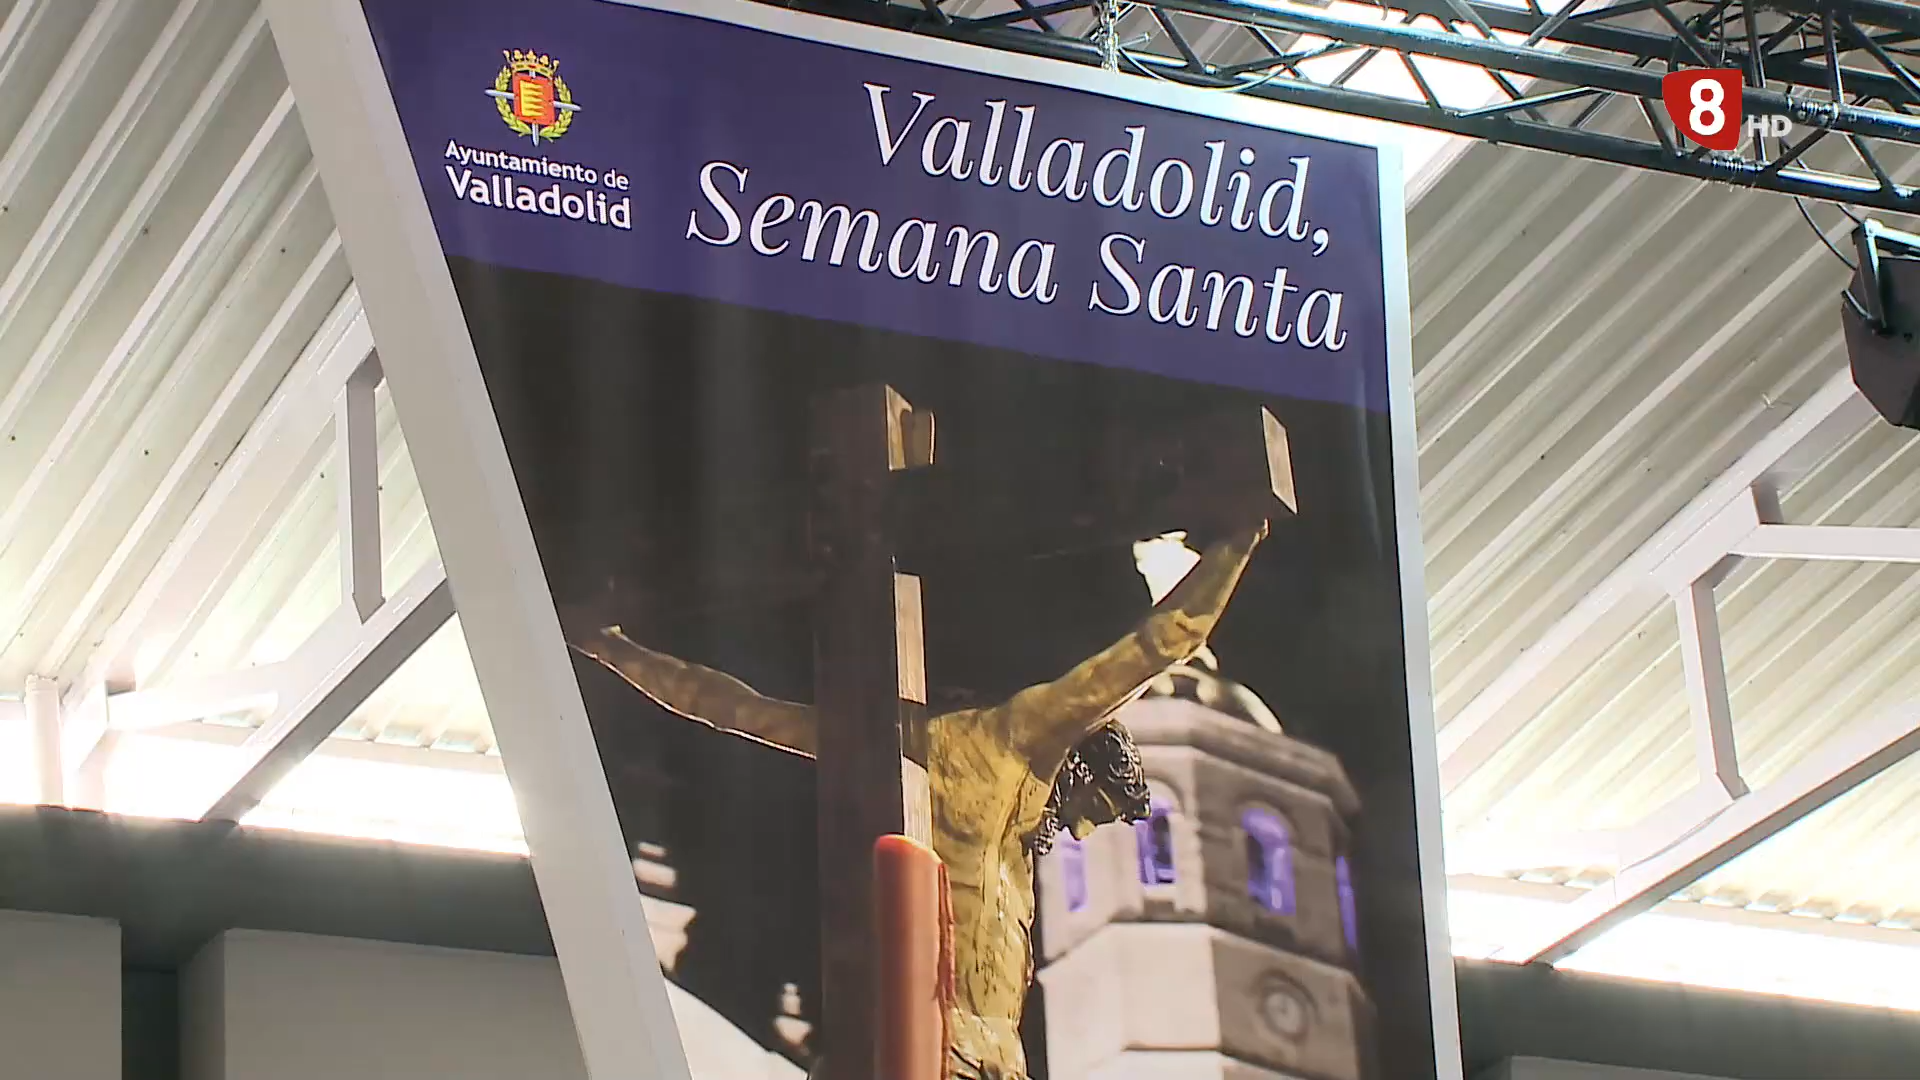 Ayuntamiento de
Valladolid
Valladolid,
Semana Santa
8 HD